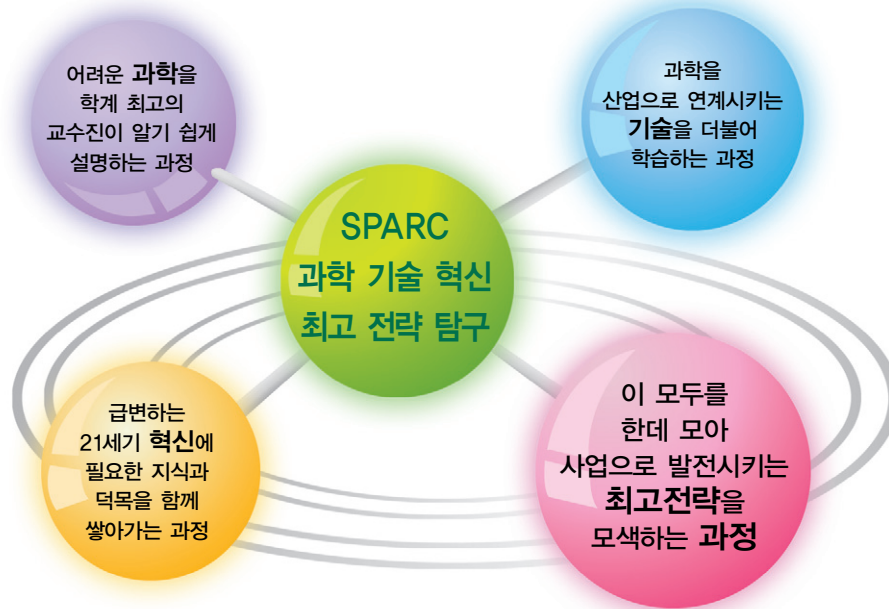 어려운 과학을
학계 최고의
교수진이 알기 쉽게
설명하는 과정
과학을
산업으로 연계시키는
기술을 더불어
학습하는 과정
SPARC
과학 기술 혁신
최고 전략 탐구
급변하는
21세기 혁신에
필요한 지식과
덕목을 함께
쌓아가는 과정
이 모두를
한데 모아
사업으로 발전시키는
최고전략을
모색하는 과정